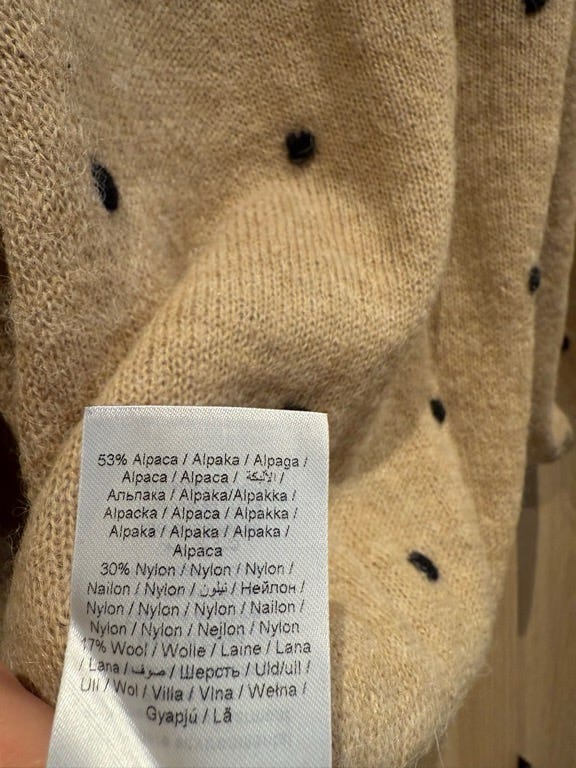 53% Alpaca / Alpaka / Alpaga /
Alpaca / Alpaca / الألبكة /
Альпака / Alpaka/Alpakka /
Alpacka / Alpaca / Alpakka /
Alpaka / Alpaka / Alpaka /
Alpaca
30% Nylon / Nylon / Nylon /
Nailon / Nylon / نيلون / Нейлон /
Nylon / Nylon / Nylon / Nailon /
Nylon / Nylon / Nejlon / Nylon
17% Wool / Wolle / Laine / Lana
/ Lana / صوف / Шерсть / Uld/ull /
Ull / Wol / Villa / Vlna / Wełna /
Gyapjú / Lã